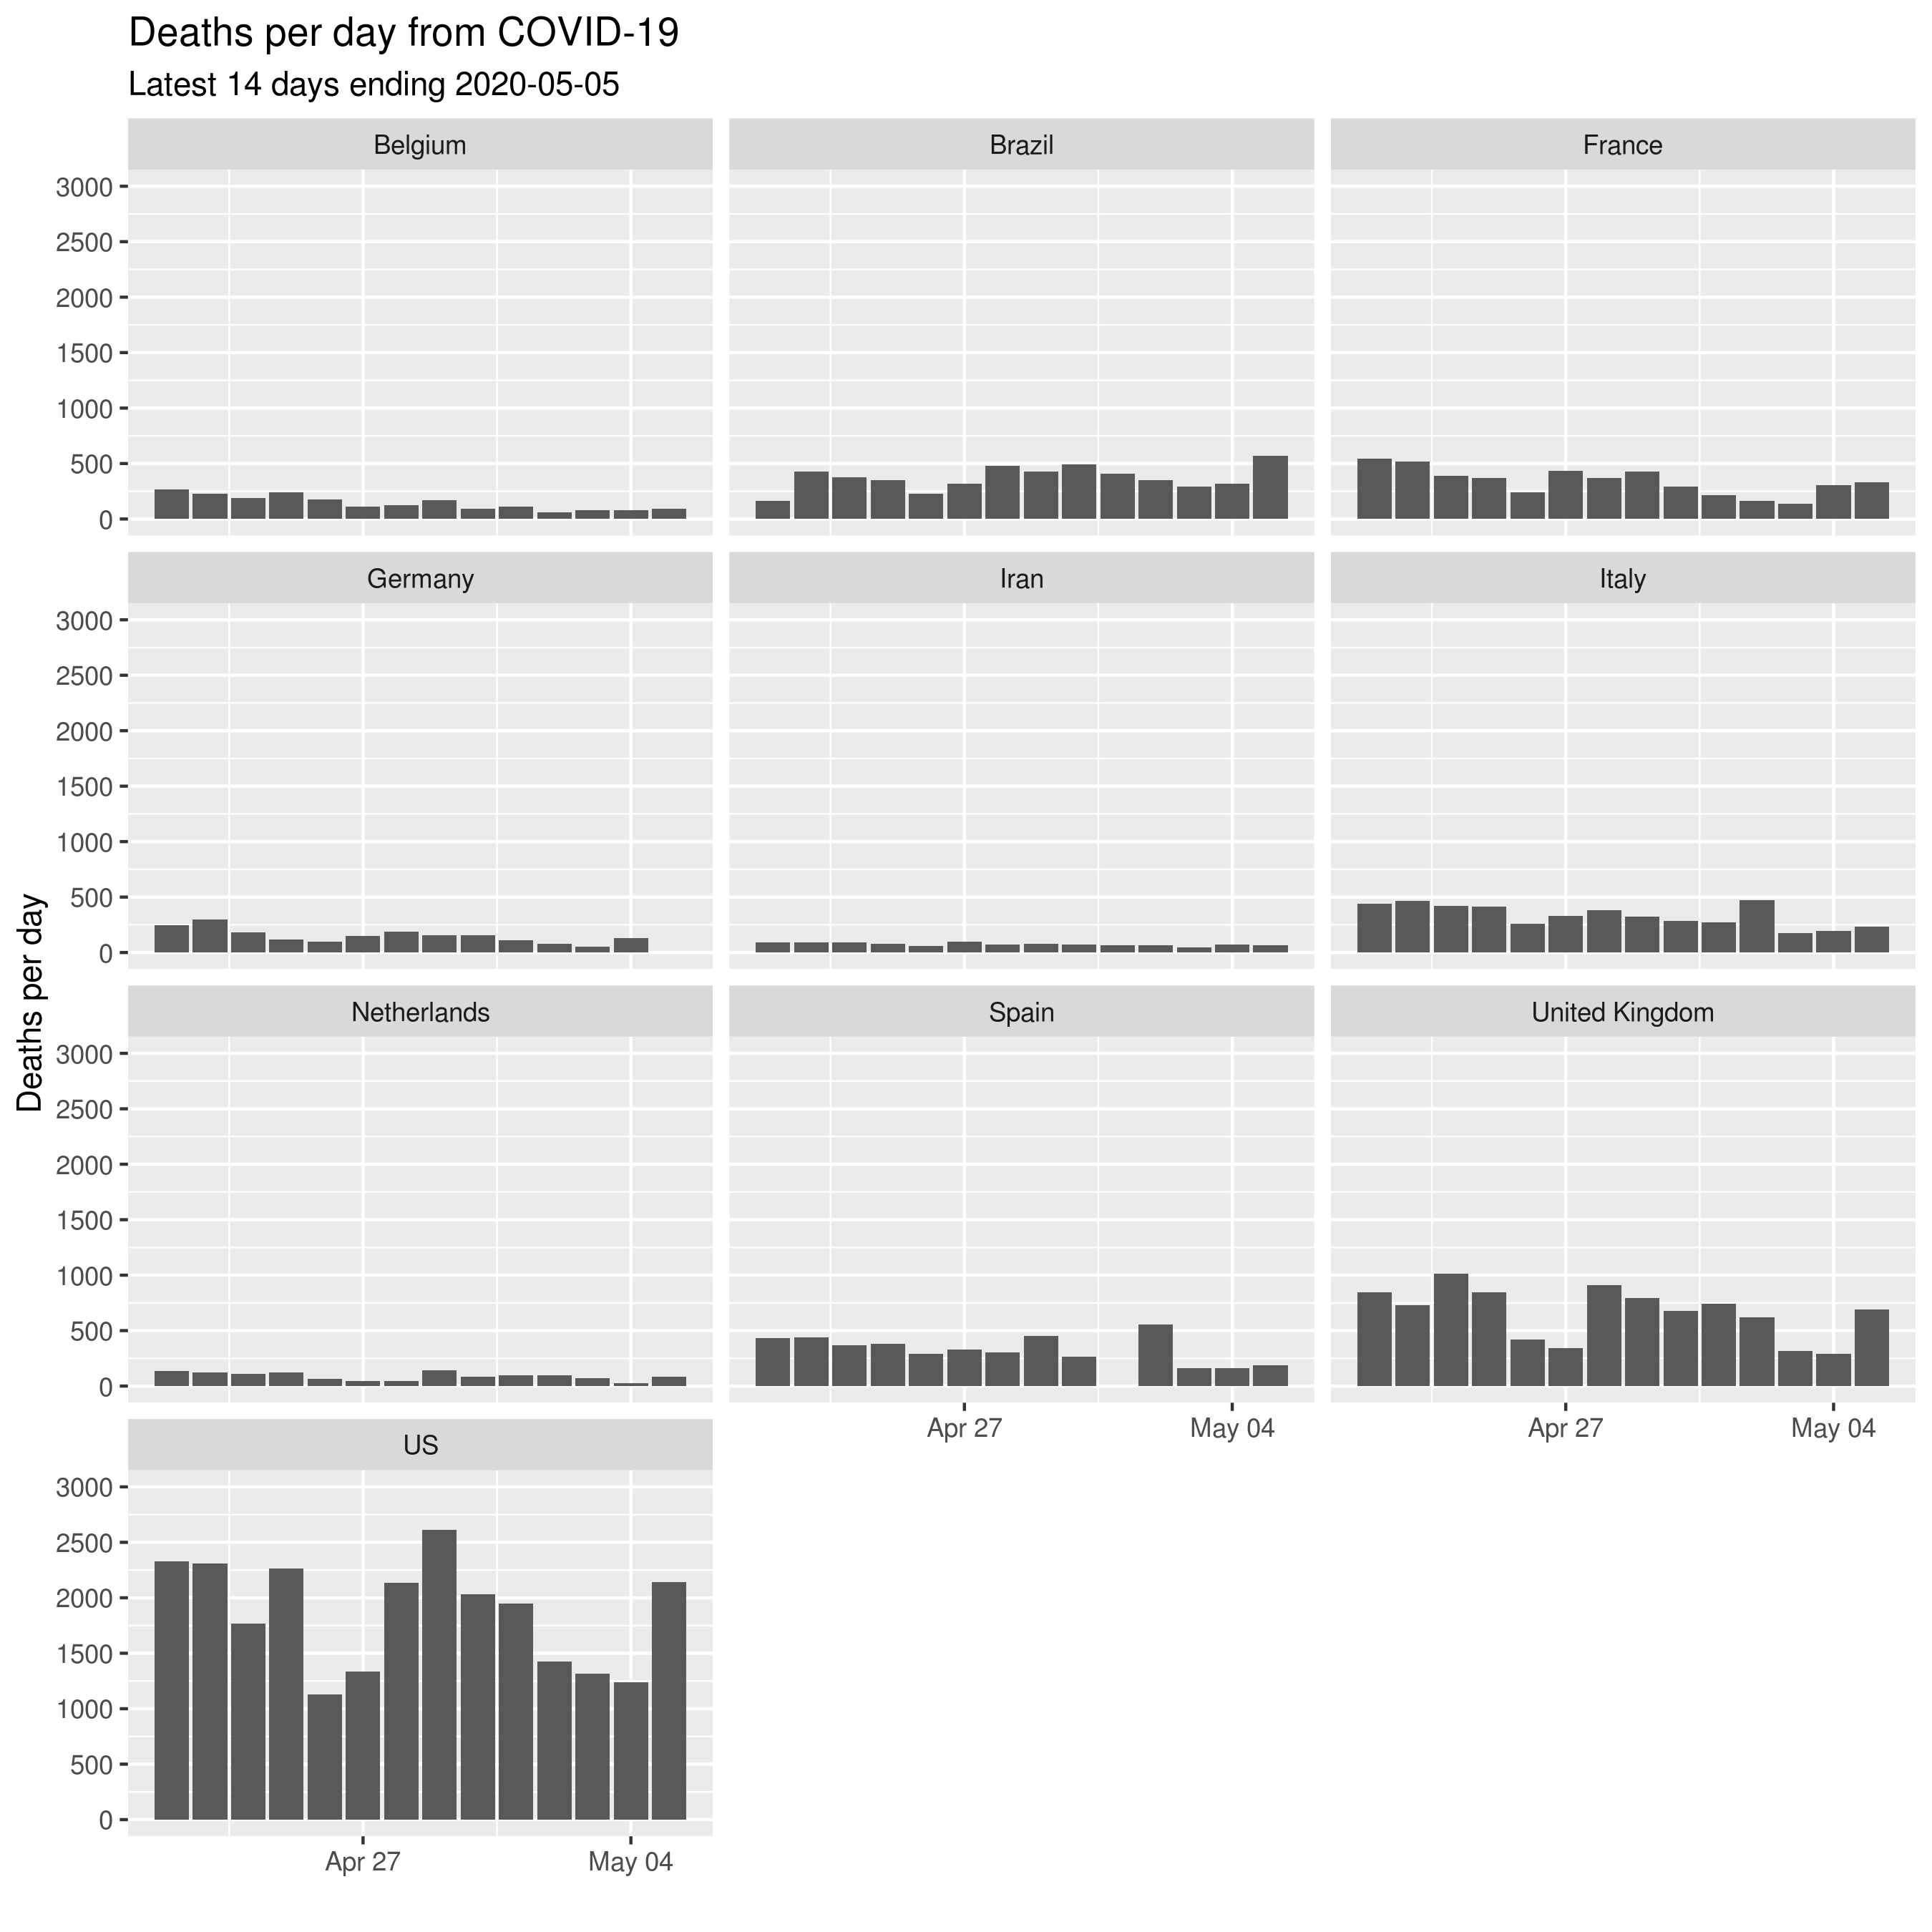 Deaths per day from COVID-19
Latest 14 days ending 2020-05-05
Belgium
Brazil
France
3000
2500
2000
1500
1000
500
0
Germany
Iran
Italy
3000
2500
2000
1500
1000
500
0
Deaths per day
Netherlands
Spain
United Kingdom
3000
2500
2000
1500
1000
500
0
Apr 27
May 04
Apr 27
May 04
US
3000
2500
2000
1500
1000
500
0
Apr 27
May 04